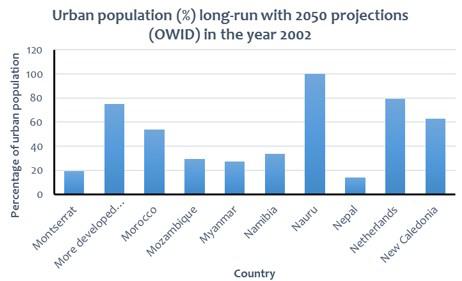 Urban population (%) long-run with 2050 projections
(OWID) in the year 2002
Percentage of urban population
120
100
80
60
40
20
0
Montserrat
More developed...
Morocco
Mozambique
Myanmar
Namibia
Nauru
Nepal
Netherlands
New Caledonia
Country